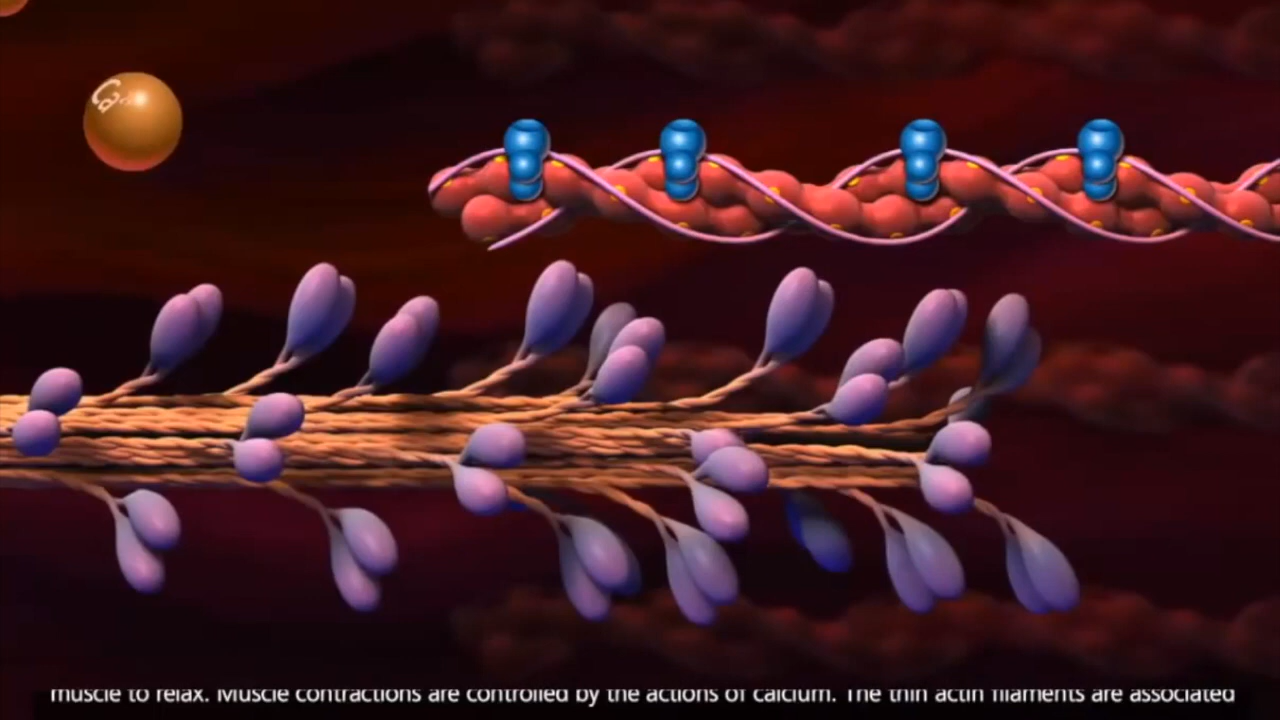 Ca
muscle to relax. Muscle contractions are controlled by the actions of calcium. The thin actin filaments are associated